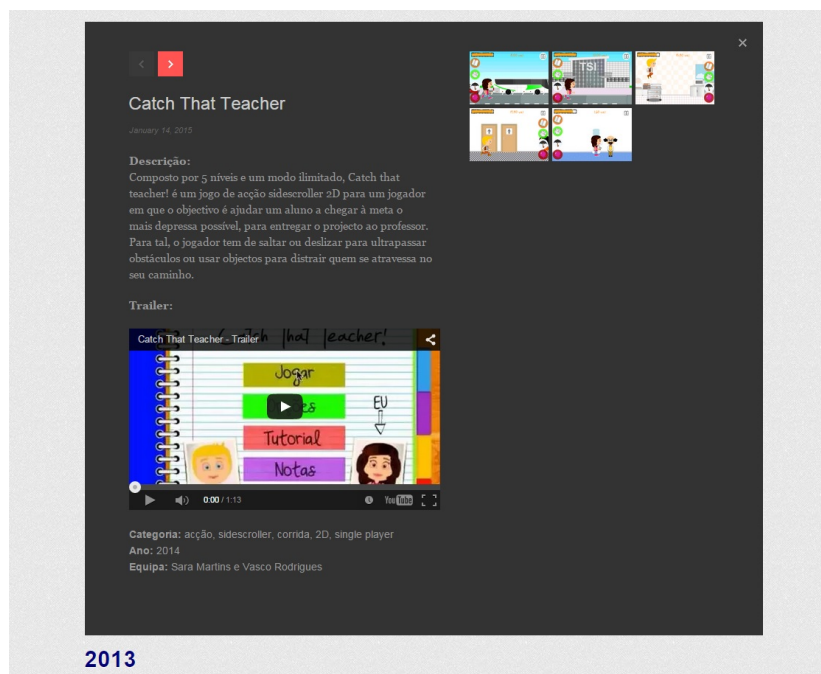 Catch That Teacher
January 14, 2015
Descrição:
Composto por 5 níveis e um modo ilimitado, Catch that
teacher! é um jogo de acção sidescroller 2D para um jogador
em que o objectivo é ajudar um aluno a chegar à meta o
mais depressa possível, para entregar o projecto ao professor.
Para tal, o jogador tem de saltar ou deslizar para ultrapassar
obstáculos ou usar objectos para distrair quem se atravessa no
seu caminho.
Trailer:
Catch That Teacher - Trailer
Catch That Teacher!
Jogar
EU
Tutorial
Notas
0:00 / 1:13
YouTube
Categoria: acção, sidescroller, corrida, 2D, single player
Ano: 2014
Equipa: Sara Martins e Vasco Rodrigues
TSI
2013